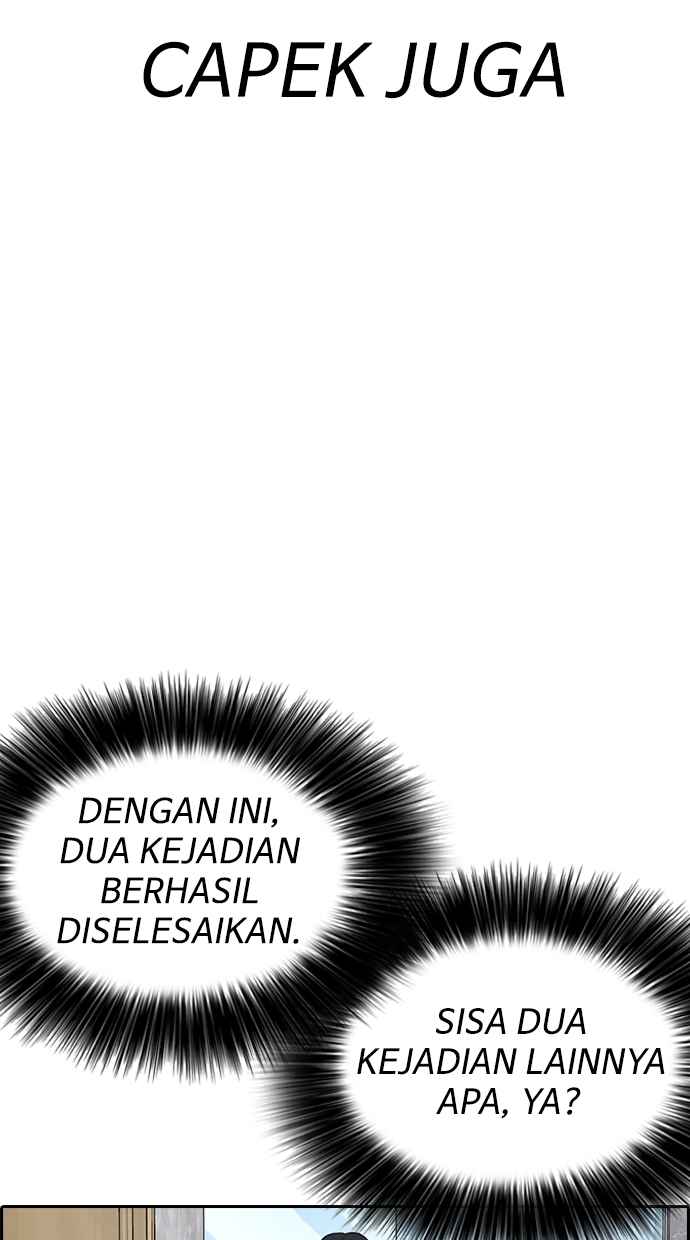 CAPEK JUGA
DENGAN INI,
DUA KEJADIAN
BERHASIL
DISELESAIKAN.
SISA DUA
KEJADIAN LAINNYA
APA, YA?